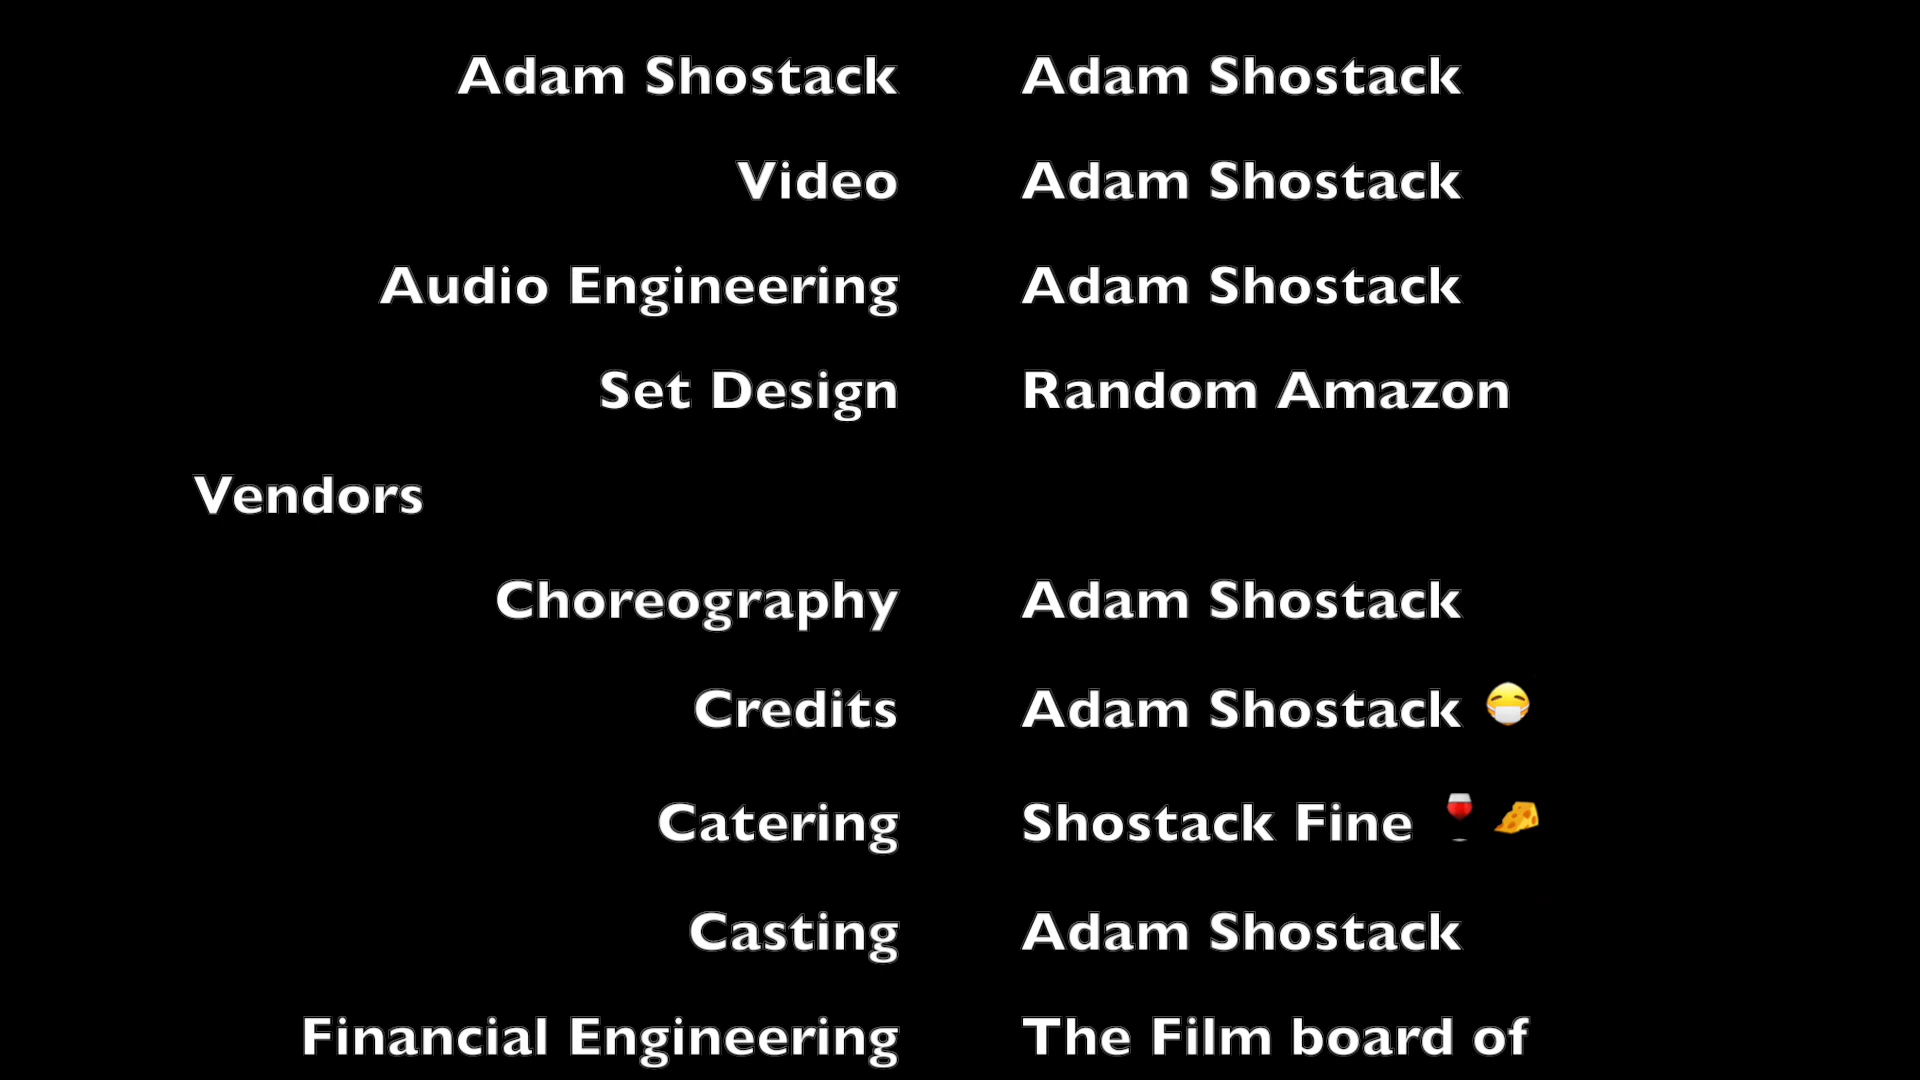 Adam Shostack Adam Shostack
Video Adam Shostack
Audio Engineering Adam Shostack
Set Design Random Amazon
Vendors
Choreography Adam Shostack
Credits Adam Shostack 😷
Catering Shostack Fine 🍷🧀
Casting Adam Shostack
Financial Engineering The Film board of